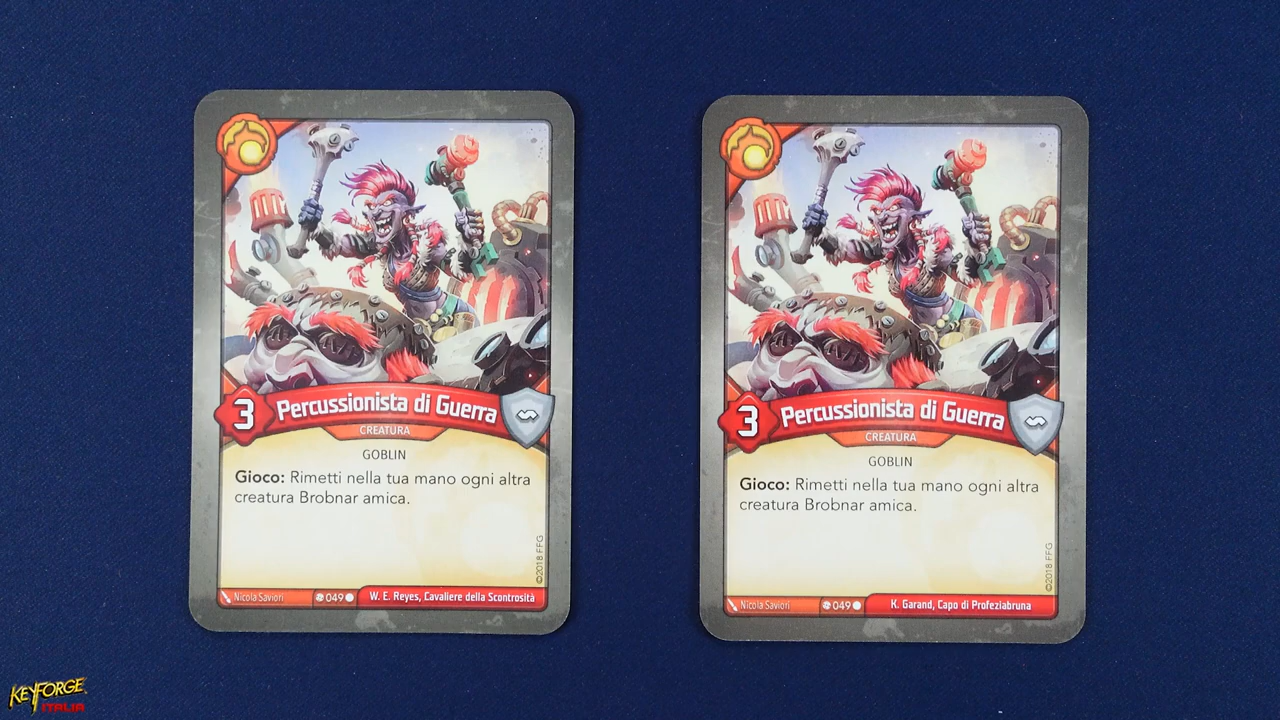 3
Percussionista di Guerra
CREATURA
GOBLIN
Gioco: Rimetti nella tua mano ogni altra
creatura Brobnar amica.
©2018 FFG
Nicola Saviori
049
W. E. Reyes, Cavaliere della Scontrosità
3
Percussionista di Guerra
CREATURA
GOBLIN
Gioco: Rimetti nella tua mano ogni altra
creatura Brobnar amica.
©2018 FFG
Nicola Saviori
049
K. Garand, Capo di Profeziabruna
KEYFORGE
ITALIA